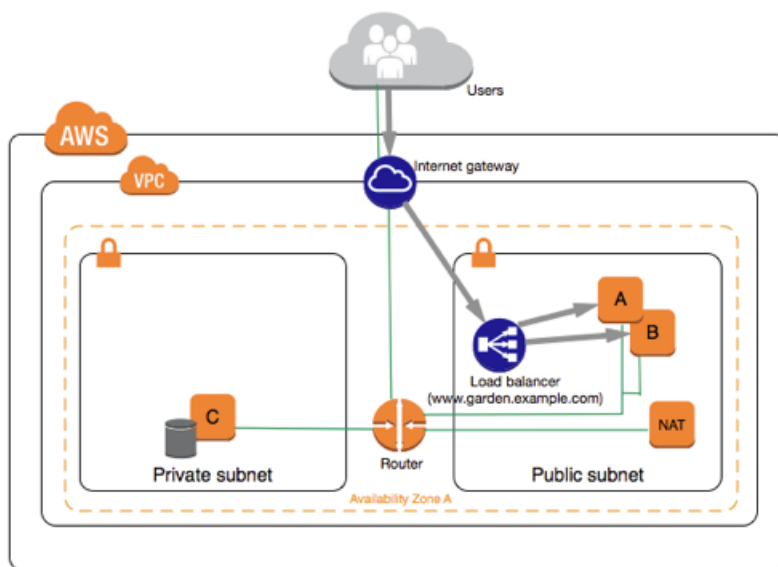 Users
AWS
Internet gateway
VPC
A
B
Load balancer
(www.garden.example.com)
C
NAT
Router
Private subnet
Public subnet
Availability Zone A